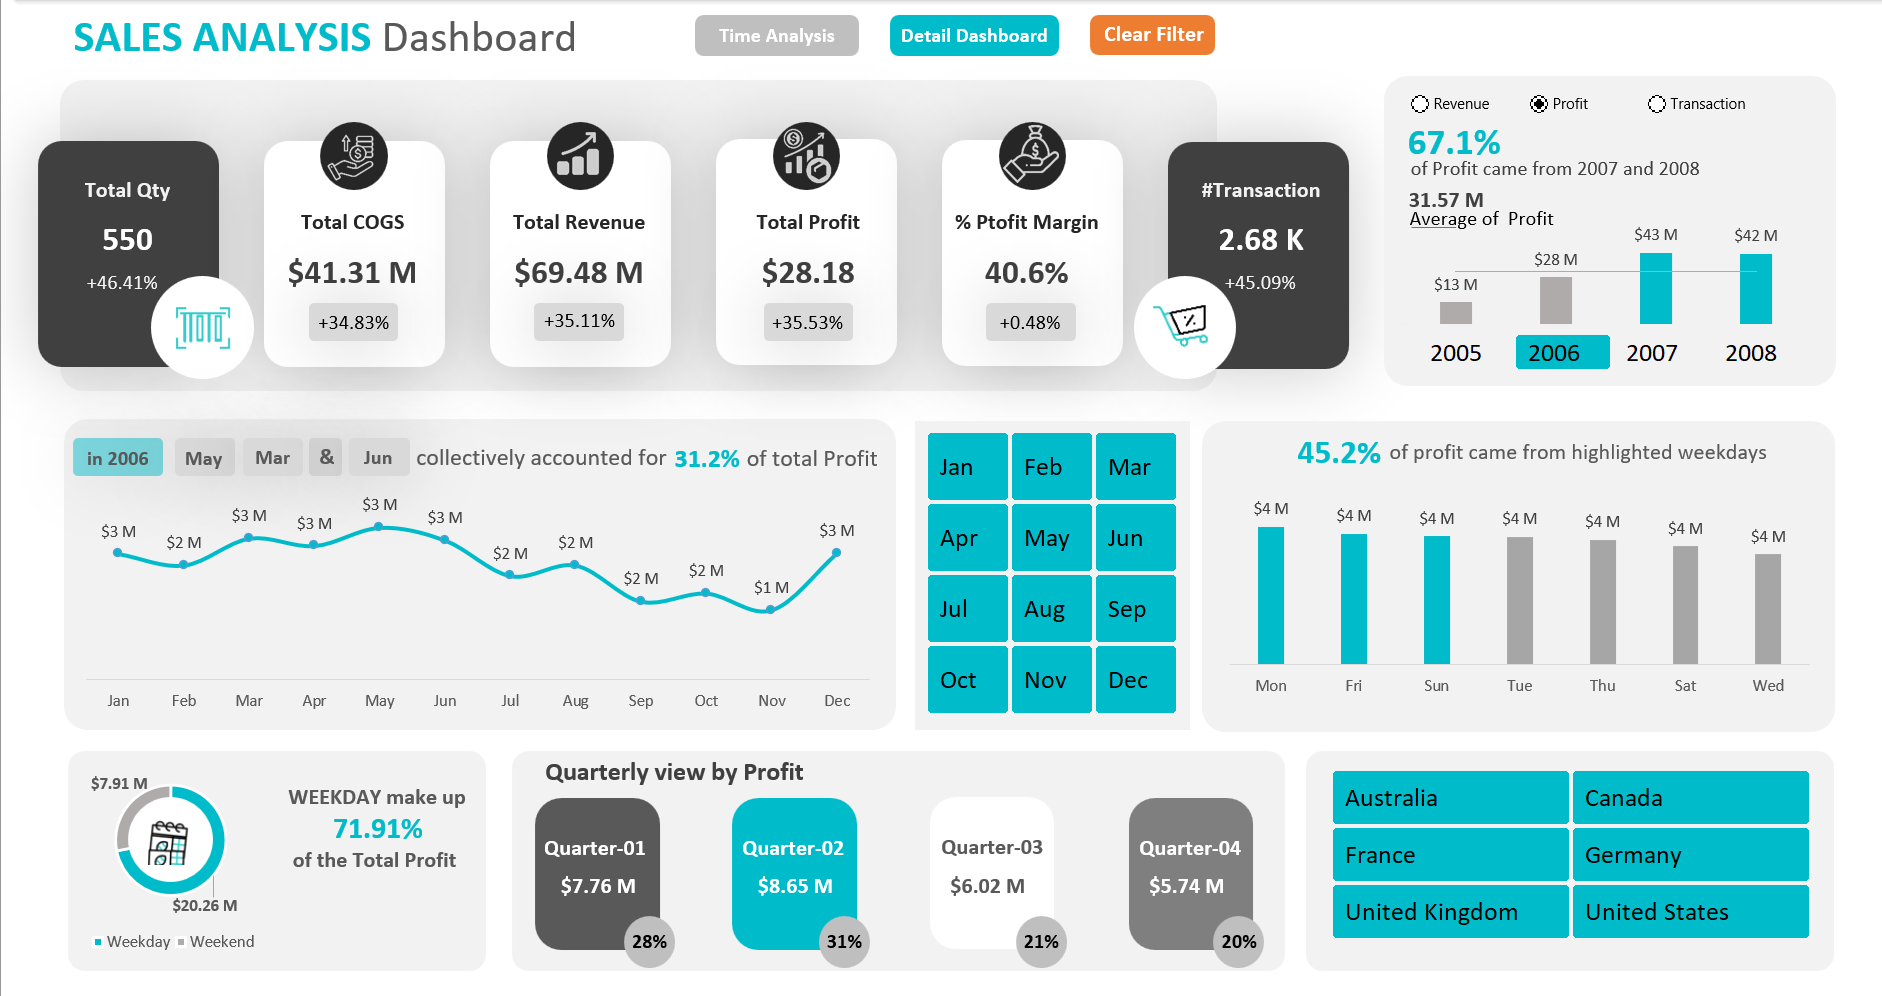 SALES ANALYSIS Dashboard
Time Analysis
Detail Dashboard
Clear Filter
Total Qty
550
+46.41%
Total COGS
$41.31 M
+34.83%
Total Revenue
$69.48 M
+35.11%
Total Profit
$28.18
+35.53%
% Ptofit Margin
40.6%
+0.48%
#Transaction
2.68 K
+45.09%
Revenue
Profit
Transaction
67.1%
of Profit came from 2007 and 2008
31.57 M
Average of Profit
$13 M
$28 M
$43 M
$42 M
2005
2006
2007
2008
in 2006 May Mar & Jun collectively accounted for 31.2% of total Profit
$3 M
$2 M
$3 M
$3 M
$3 M
$3 M
$2 M
$2 M
$2 M
$2 M
$1 M
$3 M
Jan Feb Mar Apr May Jun Jul Aug Sep Oct Nov Dec
Jan Feb Mar
Apr May Jun
Jul Aug Sep
Oct Nov Dec
45.2% of profit came from highlighted weekdays
$4 M
$4 M
$4 M
$4 M
$4 M
$4 M
$4 M
Mon Fri Sun Tue Thu Sat Wed
$7.91 M
$20.26 M
Weekday Weekend
WEEKDAY make up
71.91%
of the Total Profit
Quarterly view by Profit
Quarter-01
$7.76 M
28%
Quarter-02
$8.65 M
31%
Quarter-03
$6.02 M
21%
Quarter-04
$5.74 M
20%
Australia
Canada
France
Germany
United Kingdom
United States